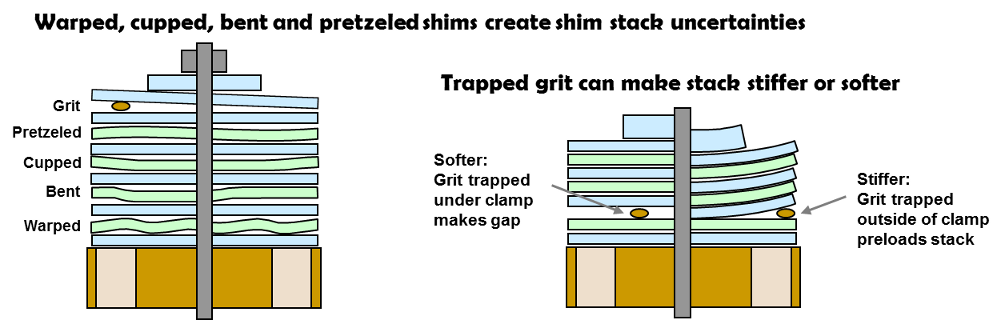 Warped, cupped, bent and pretzeled shims create shim stack uncertainties
Grit
Pretzeled
Cupped
Bent
Warped
Trapped grit can make stack stiffer or softer
Softer:
Grit trapped
under clamp
makes gap
Stiffer:
Grit trapped
outside of clamp
preloads stack